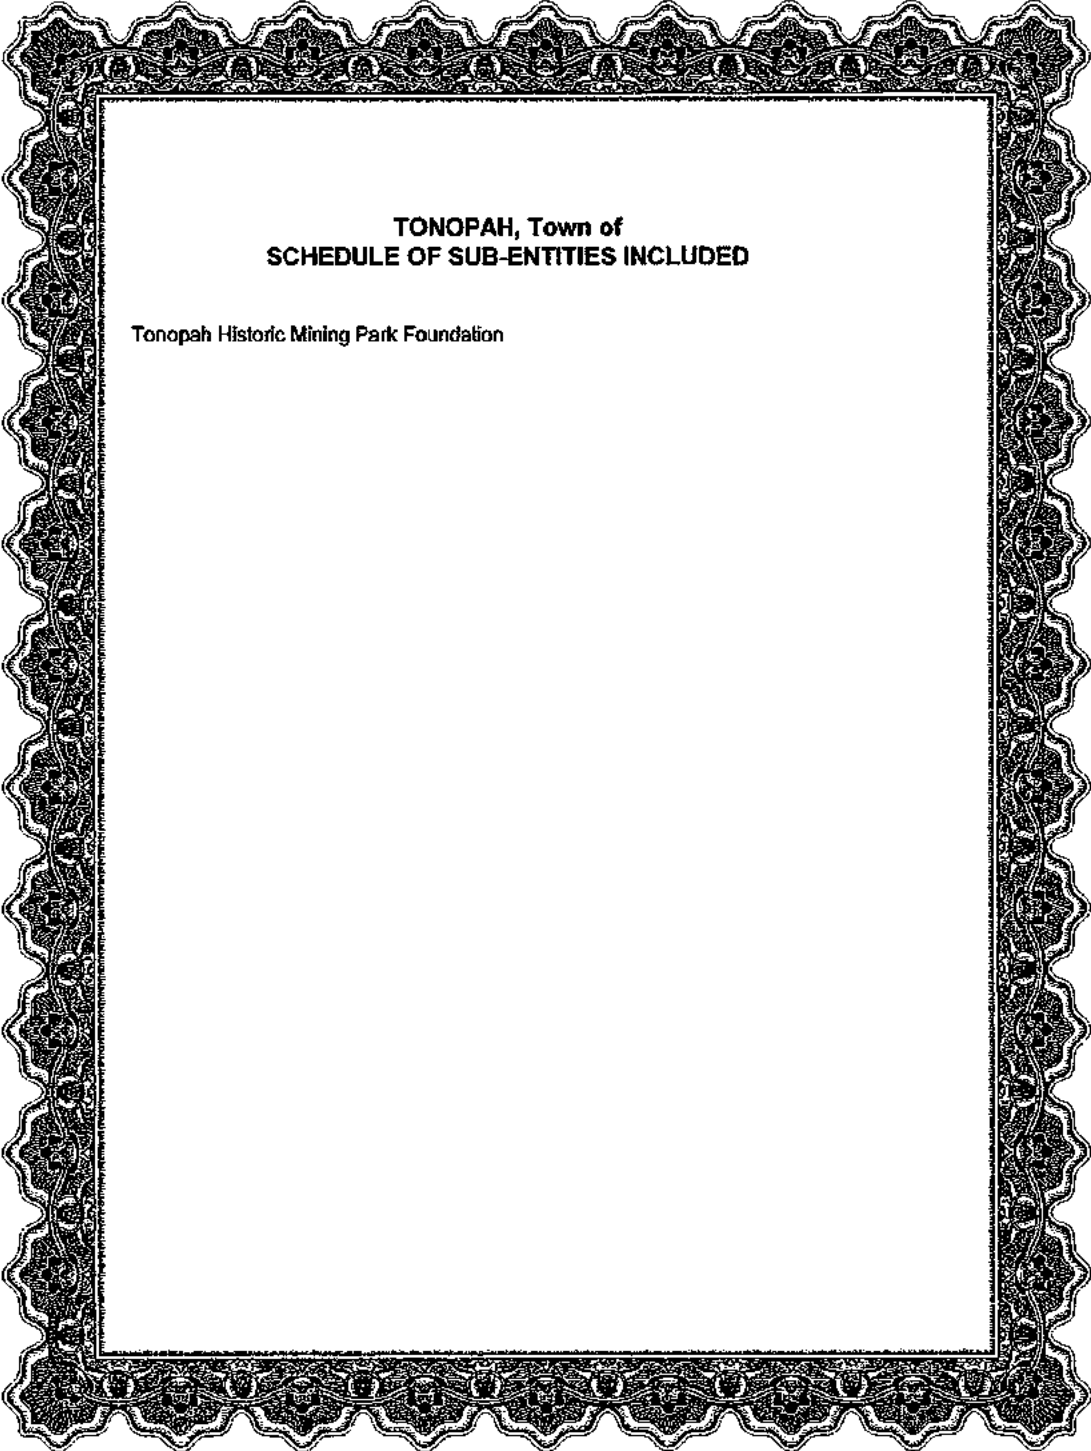 TONOPAH, Town of
SCHEDULE OF SUB-ENTITIES INCLUDED
Tonopah Historic Mining Park Foundation